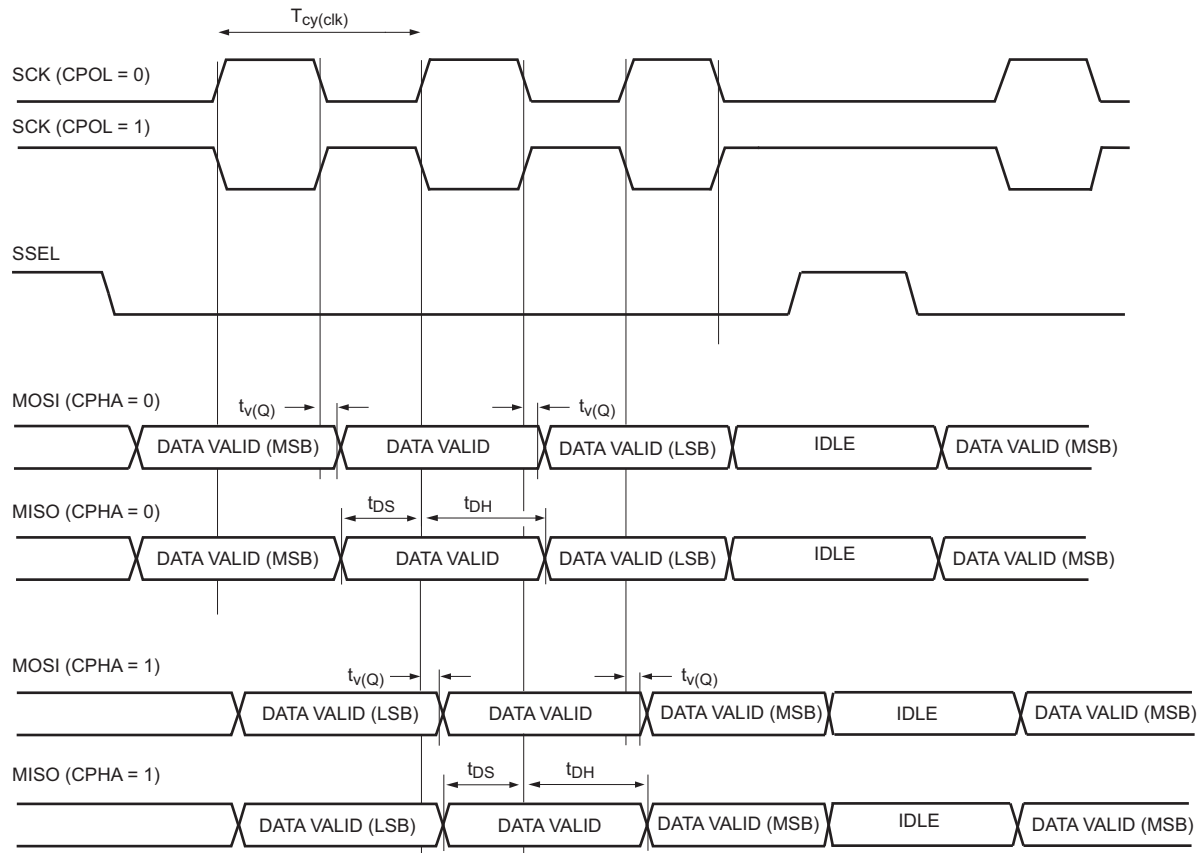 Tcy(clk)
SCK (CPOL = 0)
SCK (CPOL = 1)
SSEL
MOSI (CPHA = 0)
tv(Q) tv(Q)
DATA VALID (MSB) DATA VALID DATA VALID (LSB) IDLE DATA VALID (MSB)
tDS tDH
MISO (CPHA = 0)
DATA VALID (MSB) DATA VALID DATA VALID (LSB) IDLE DATA VALID (MSB)
MOSI (CPHA = 1)
tv(Q) tv(Q)
DATA VALID (LSB) DATA VALID DATA VALID (MSB) IDLE DATA VALID (MSB)
MISO (CPHA = 1)
tDS tDH
DATA VALID (LSB) DATA VALID DATA VALID (MSB) IDLE DATA VALID (MSB)